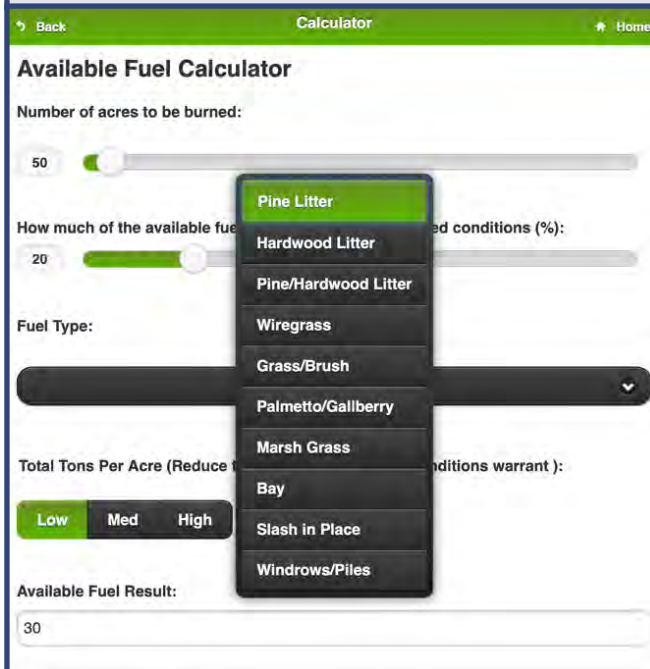 Back Calculator Home
Available Fuel Calculator
Number of acres to be burned:
50
Pine Litter
How much of the available ed conditions (%):
Hardwood Litter
20
Pine/Hardwood Litter
Fuel Type:
Wiregrass
Grass/Brush
Palmetto/Gallberry
Marsh Grass
Total Tons Per Acre (Reduce ditions warrant ):
Bay
Low Med High
Slash in Place
Windrows/Piles
Available Fuel Result:
30